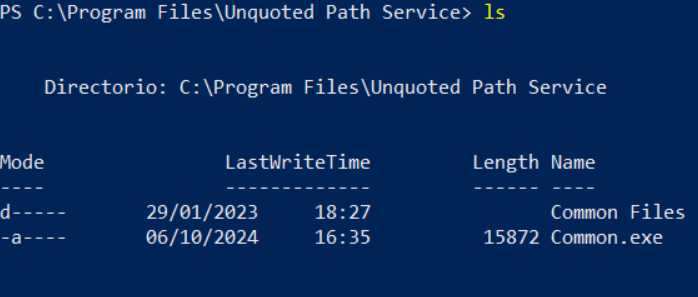 PS C:\Program Files\Unquoted Path Service> ls
Directorio: C:\Program Files\Unquoted Path Service
Mode LastWriteTime Length Name
---- ------------- ------ ----
d----- 29/01/2023 18:27 Common Files
-a---- 06/10/2024 16:35 15872 Common.exe